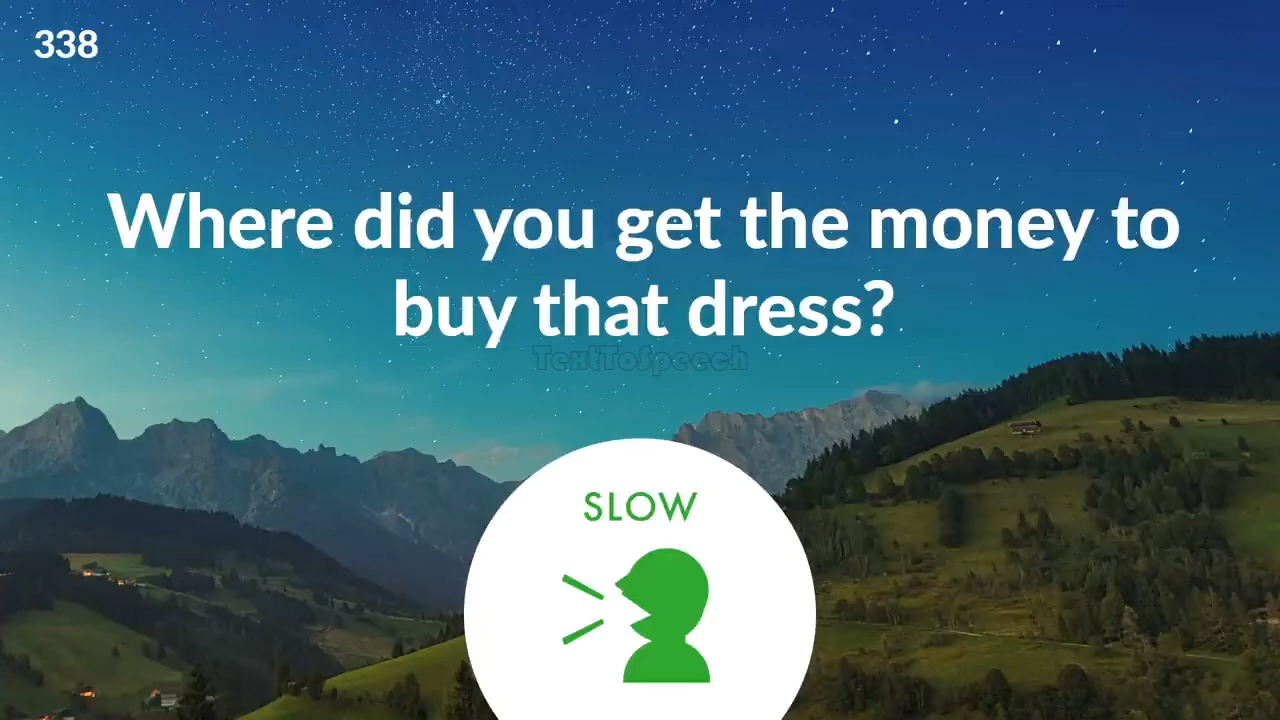 338
Where did you get the money to
buy that dress?
TextToSpeech
SLOW